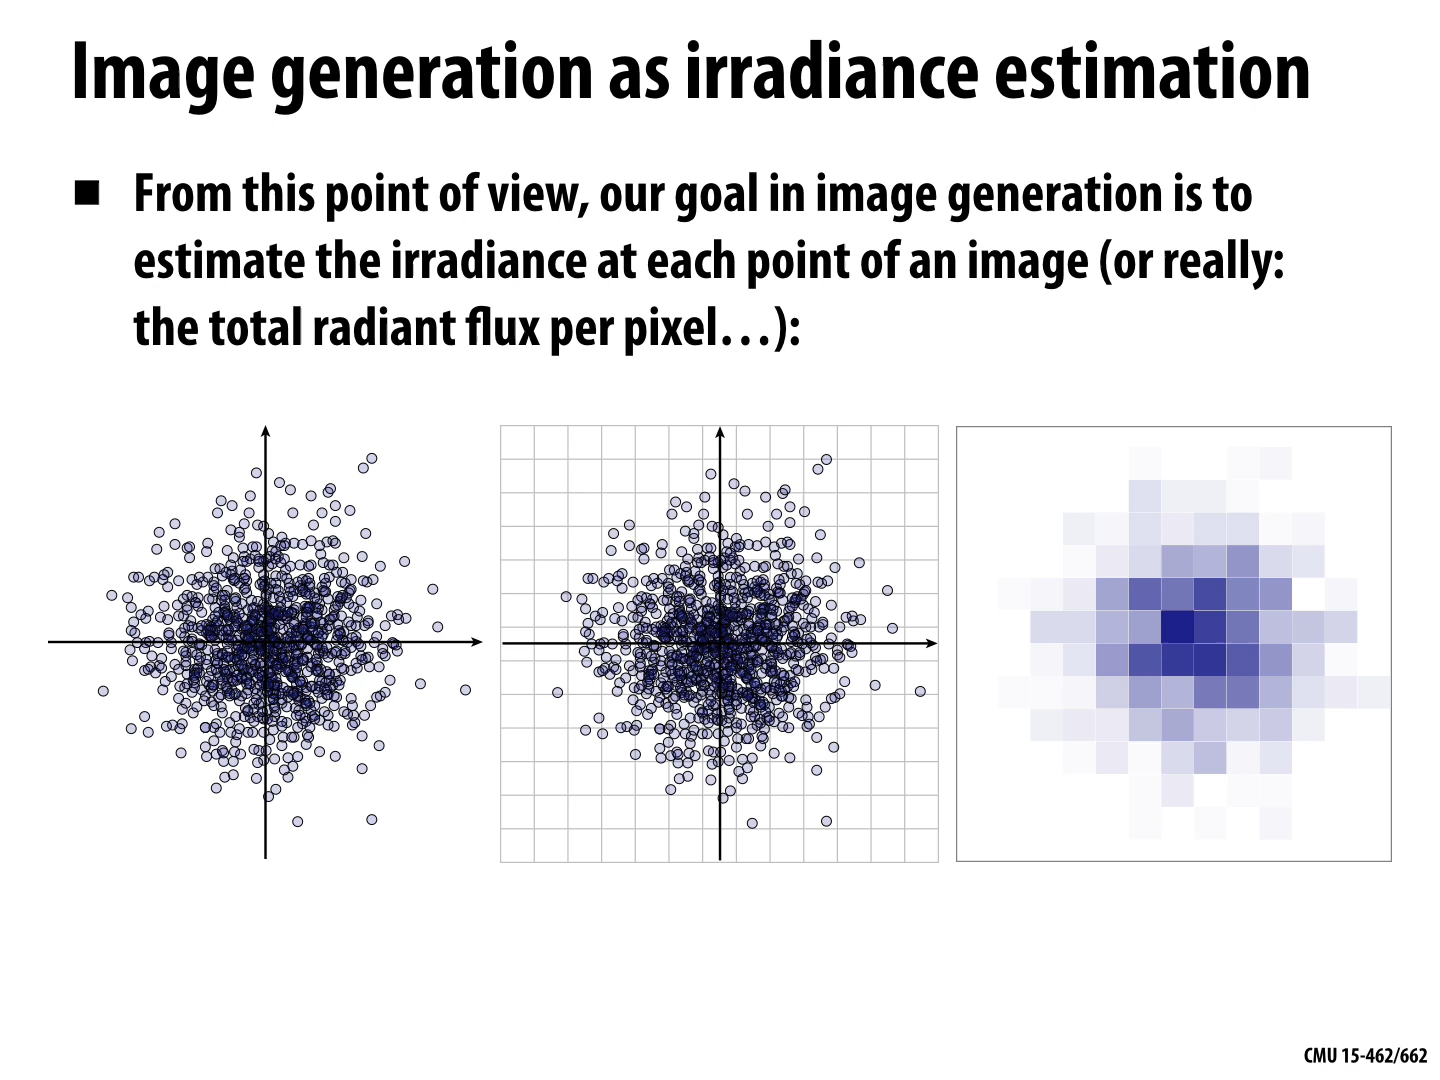 Image generation as irradiance estimation
From this point of view, our goal in image generation is to
estimate the irradiance at each point of an image (or really:
the total radiant flux per pixel…):
CMU 15-462/662